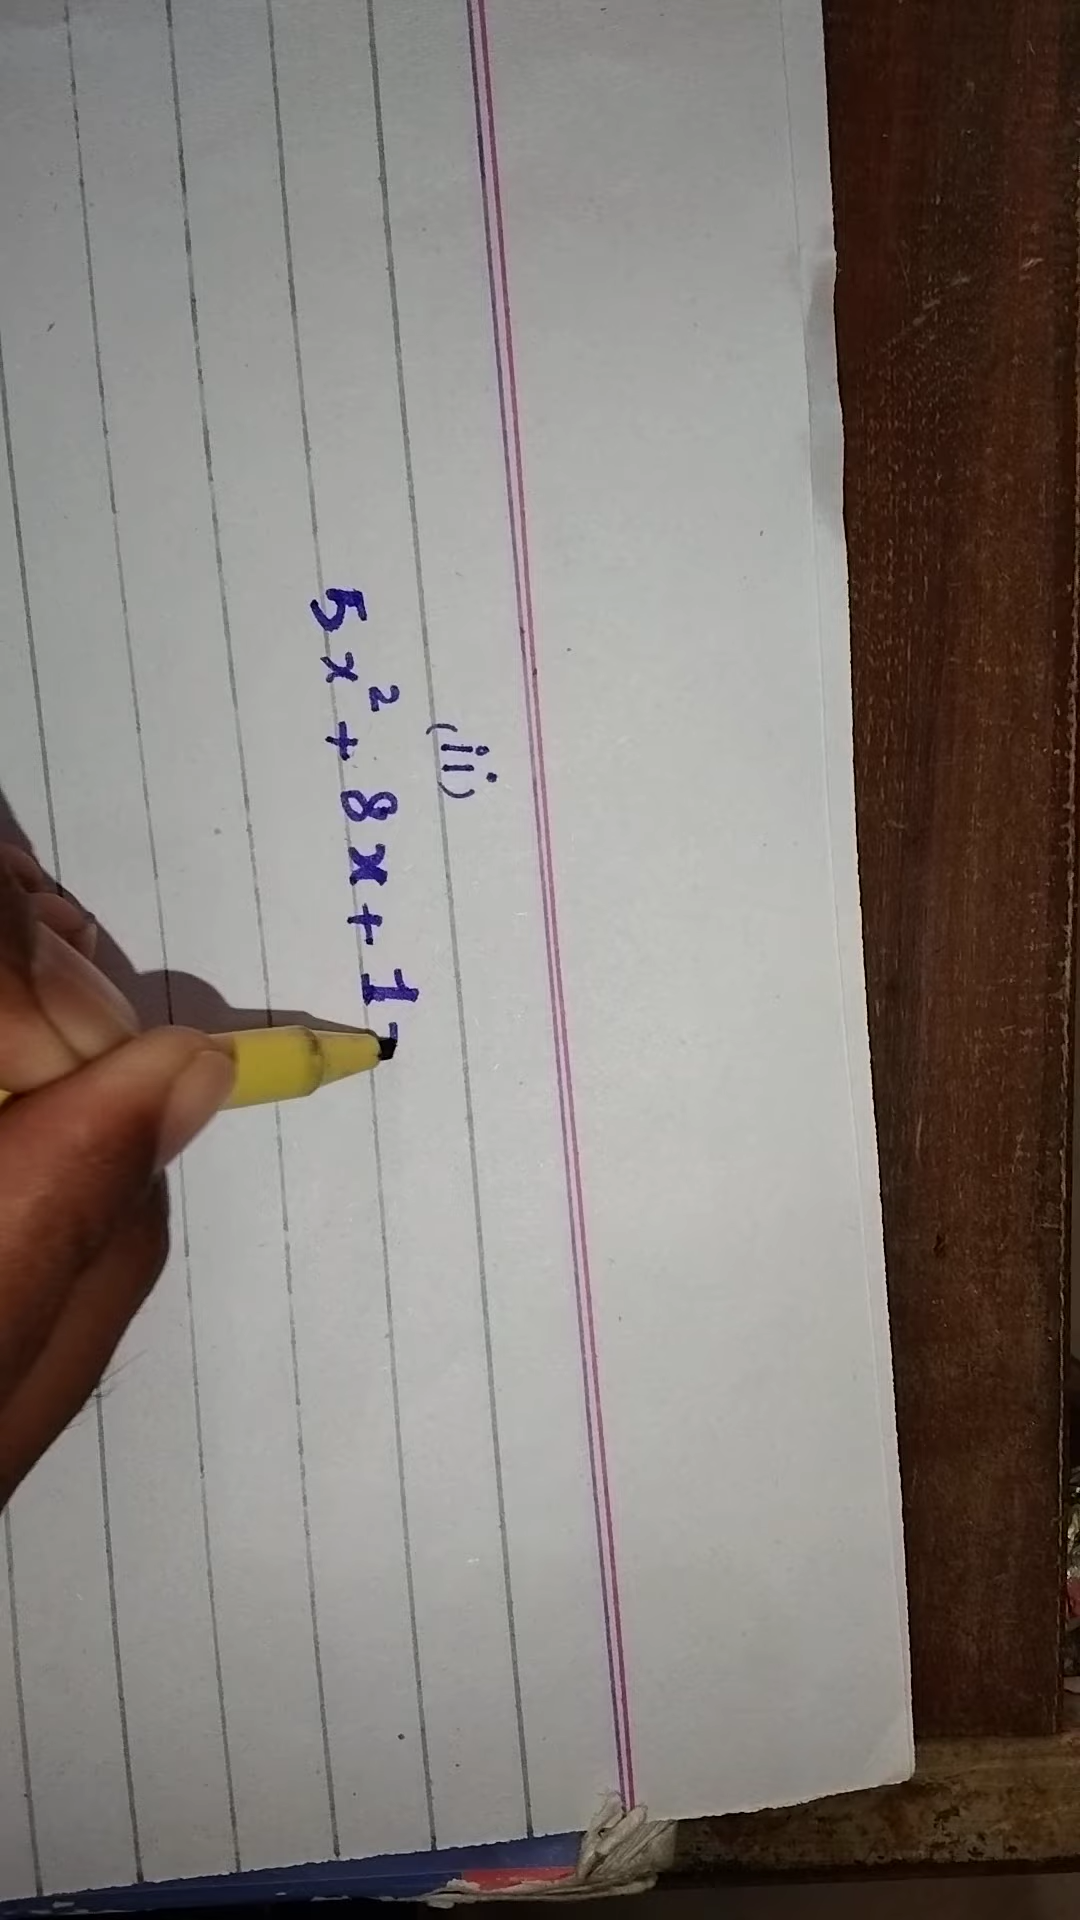 (ii)
5x² + 8x + 1